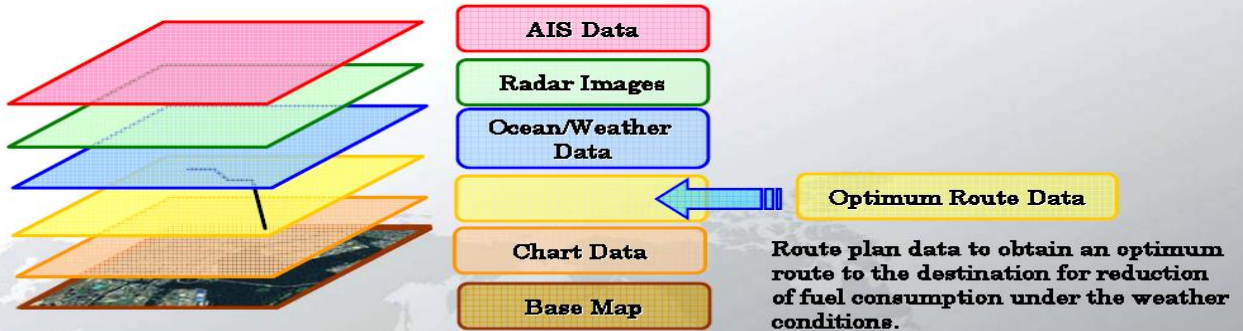 AIS Data
Radar Images
Ocean/Weather
Data
Optimum Route Data
Chart Data
Base Map
Route plan data to obtain an optimum
route to the destination for reduction
of fuel consumption under the weather
conditions.